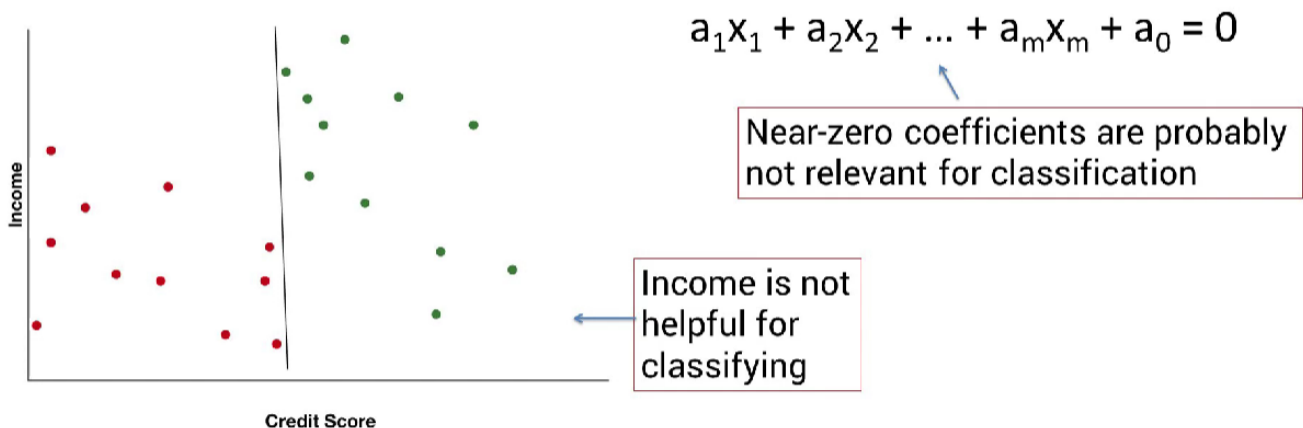 a₁x₁ + a₂x₂ + ... + aₘxₘ + a₀ = 0
Near-zero coefficients are probably
not relevant for classification
Income
Income is not
helpful for
classifying
Credit Score